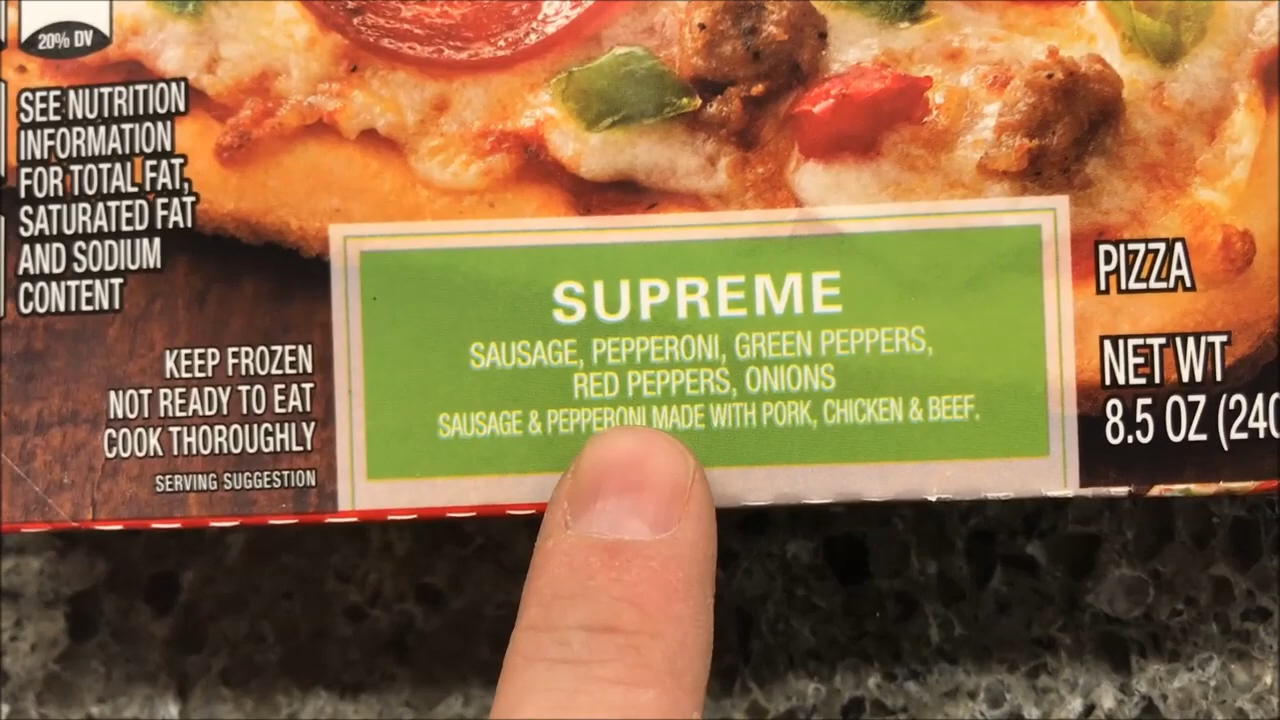 20% DV
SEE NUTRITION
INFORMATION
FOR TOTAL FAT,
SATURATED FAT
AND SODIUM
CONTENT
KEEP FROZEN
NOT READY TO EAT
COOK THOROUGHLY
SERVING SUGGESTION
SUPREME
SAUSAGE, PEPPERONI, GREEN PEPPERS,
RED PEPPERS, ONIONS
SAUSAGE & PEPPERONI MADE WITH PORK, CHICKEN & BEEF.
PIZZA
NET WT
8.5 OZ (240